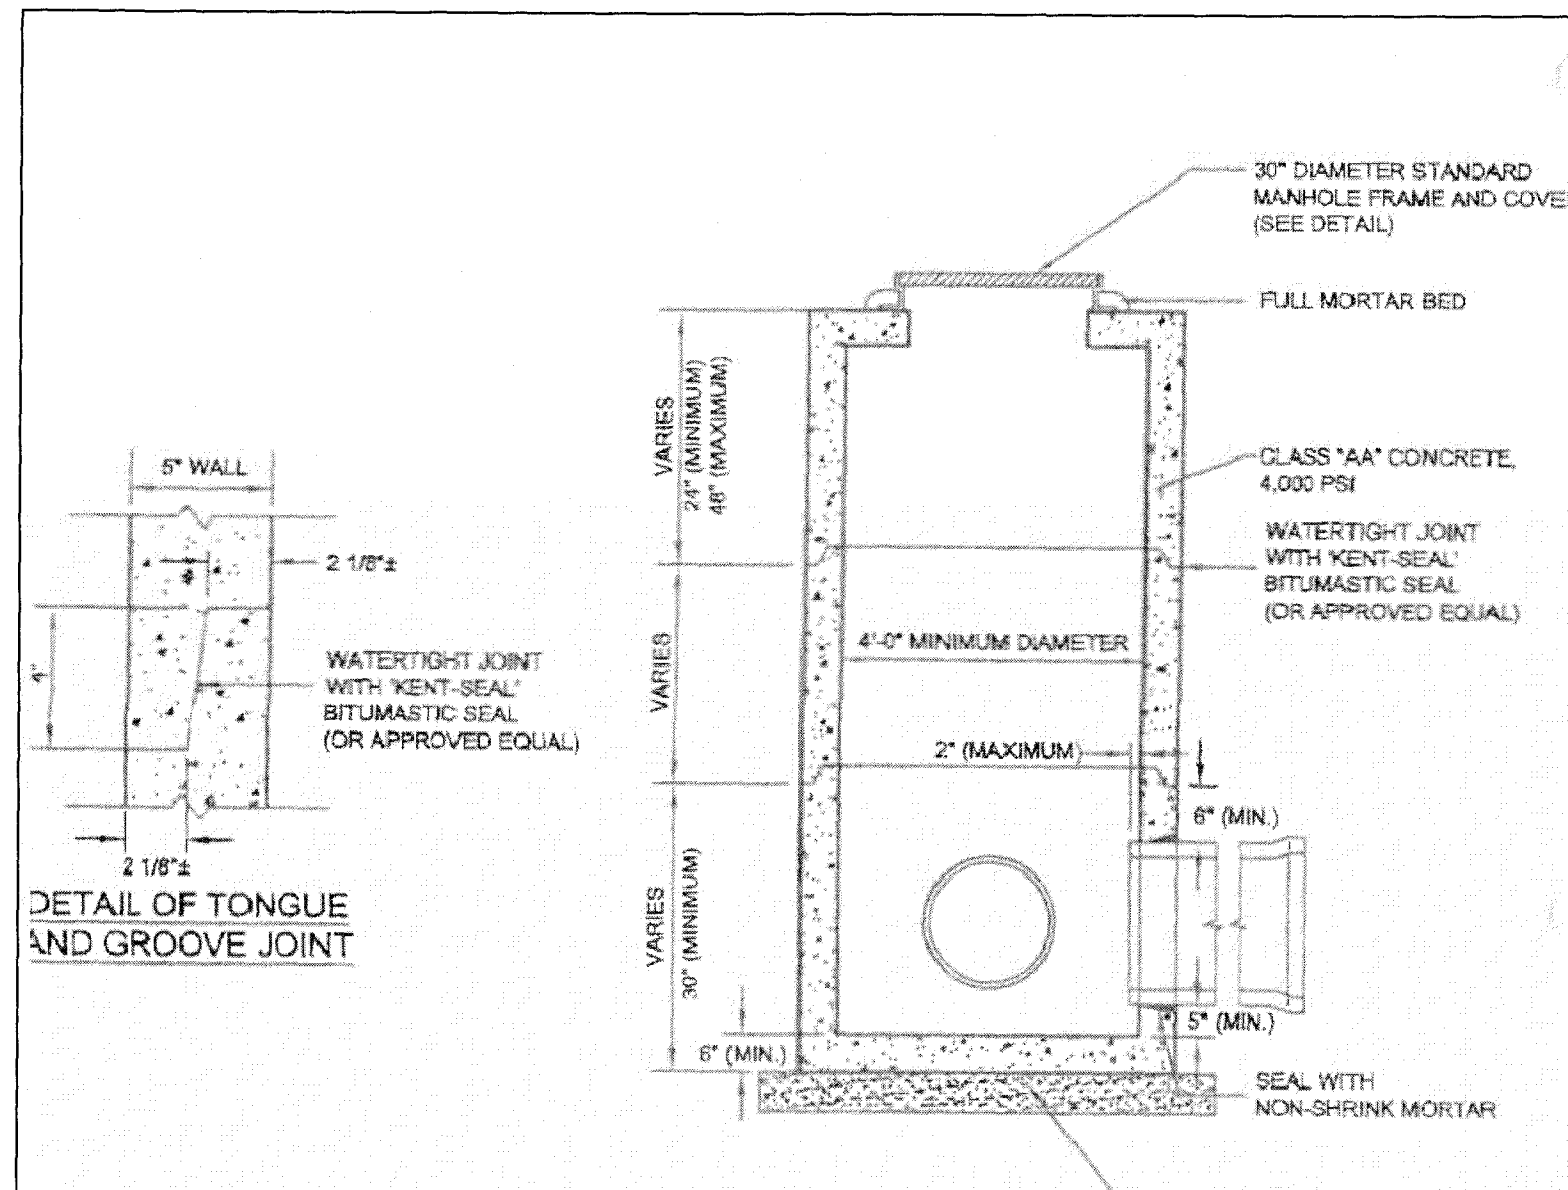 30" DIAMETER STANDARD
MANHOLE FRAME AND COVE
(SEE DETAIL)
FULL MORTAR BED
VARIES
24" (MINIMUM)
48" (MAXIMUM)
5" WALL
2 1/8"±
CLASS "AA" CONCRETE,
4,000 PSI
WATERTIGHT JOINT
WITH 'KENT-SEAL'
BITUMASTIC SEAL
(OR APPROVED EQUAL)
4"
WATERTIGHT JOINT
WITH 'KENT-SEAL'
BITUMASTIC SEAL
(OR APPROVED EQUAL)
VARIES
4'-0" MINIMUM DIAMETER
2" (MAXIMUM)
6" (MIN.)
2 1/8"±
DETAIL OF TONGUE
AND GROOVE JOINT
VARIES
30" (MINIMUM)
6" (MIN.)
5" (MIN.)
SEAL WITH
NON-SHRINK MORTAR